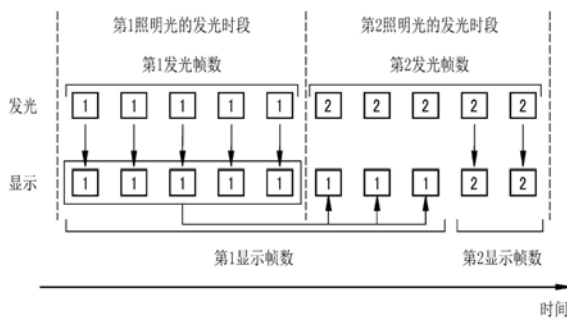 第1照明光的发光时段 第2照明光的发光时段
第1发光帧数 第2发光帧数
发光 1 1 1 1 1 2 2 2 2 2
显示 1 1 1 1 1 1 1 1 2 2
第1显示帧数 第2显示帧数
时间